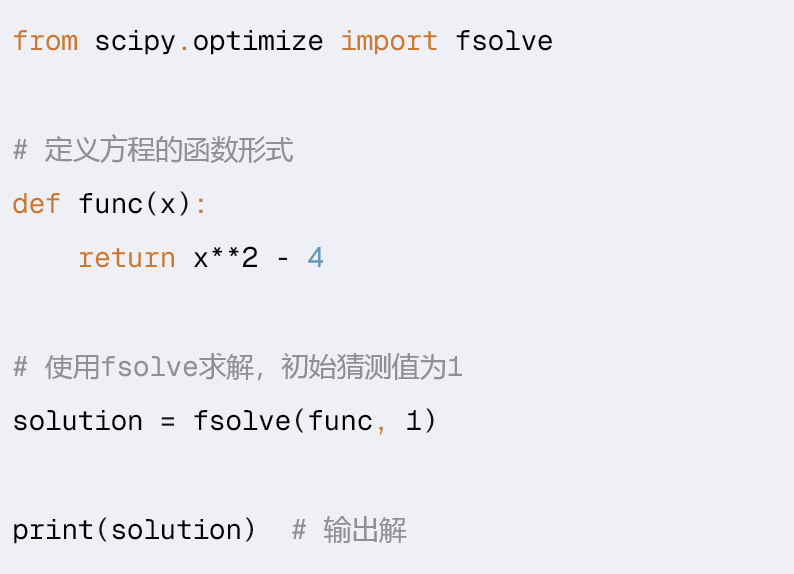 from scipy.optimize import fsolve
# 定义方程的函数形式
def func(x):
    return x**2 - 4
# 使用fsolve求解，初始猜测值为1
solution = fsolve(func, 1)
print(solution)  # 输出解